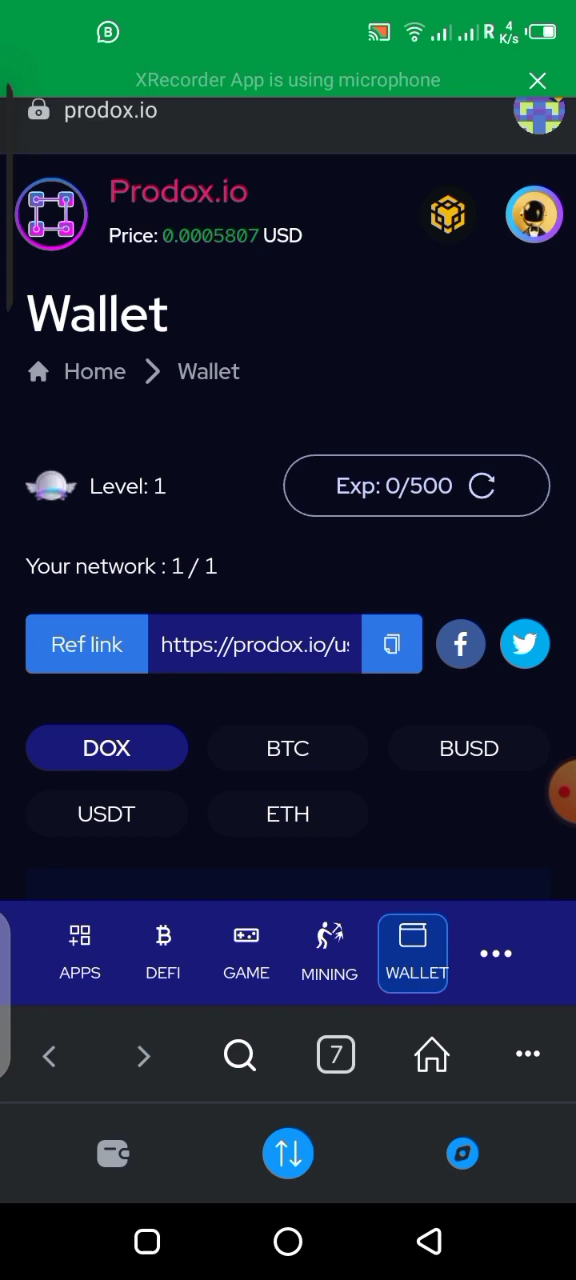 B
R 4 K/s
XRecorder App is using microphone
prodox.io
Prodox.io
Price: 0.0005807 USD
Wallet
Home Wallet
Level: 1 Exp: 0/500
Your network : 1 / 1
Ref link https://prodox.io/us
DOX BTC BUSD
USDT ETH
APPS DEFI GAME MINING WALLET
7